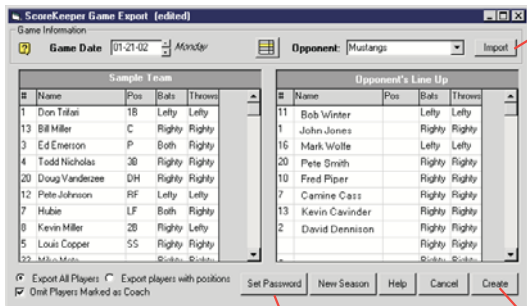 ScoreKeeper Game Export (edited)
Game Information
Game Date 01-21-02 Monday Opponent: Mustangs Import
Sample Team
# Name Pos Bats Throws
1 Don Trifari 1B Lefty Lefty
13 Bill Miller C Righty Righty
3 Ed Emerson P Both Righty
4 Todd Nicholas 3B Righty Righty
20 Doug Vanderzee DH Righty Righty
12 Pete Johnson RF Lefty Lefty
7 Hubie LF Both Righty
8 Kevin Miller 2B Righty Lefty
5 Louis Copper SS Righty Righty
22 Righty Righty
Opponent's Line Up
# Name Pos Bats Throws
11 Bob Winter Lefty Lefty
1 John Jones Righty Righty
16 Mark Wolfe Lefty Lefty
20 Pete Smith Righty Righty
10 Fred Piper Righty Righty
7 Camine Cass Righty Righty
13 Kevin Cavinder Righty Righty
2 David Dennison Righty Righty
Export All Players Export players with positions
Omit Players Marked as Coach
Set Password New Season Help Cancel Create